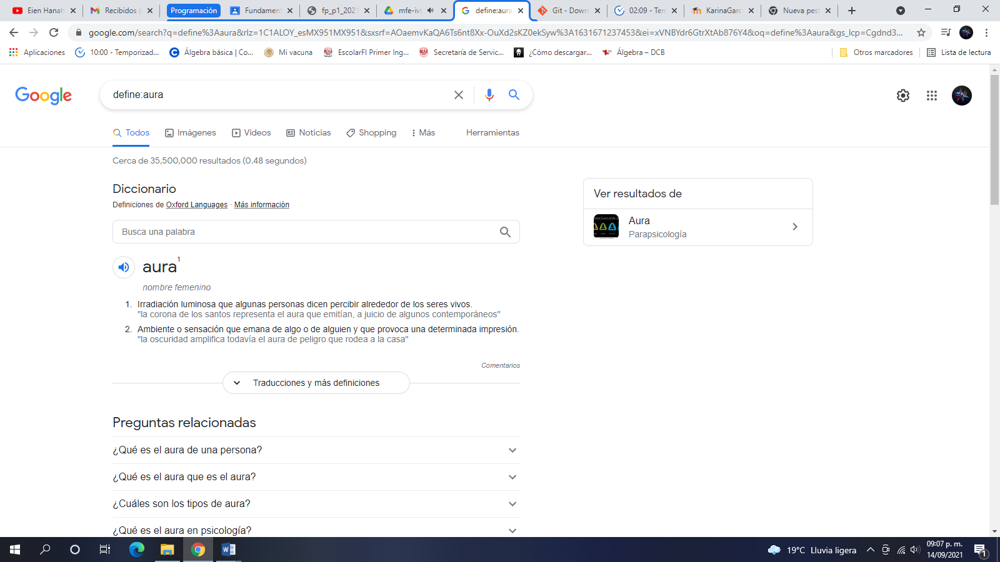 Eien Hanah
Recibidos (
Programación
Fundament
fp_p1_2021
mfe-ivt
define:aura
Git - Down
02:09 - Tem
KarinaGarc
Nueva pest
google.com/search?q=define%3Aaura&rlz=1C1ALOY_esMX951MX951&sxsrf=AOaemvKaQA6Ts6nt8Xx-OuXd2sKZ0ekSyw%3A1631671237453&ei=xVNBYdr6GtrXtAb876Y4&oq=define%3Aaura&gs_lcp=Cgdnd3...
Aplicaciones
10:00 - Temporizad...
Álgebra básica | Co...
Mi vacuna
EscolarFI Primer Ing...
Secretaría de Servic...
¿Cómo descargar...
Álgebra – DCB
Otros marcadores
Lista de lectura
Google
define:aura
Todos
Imágenes
Videos
Noticias
Shopping
Más
Herramientas
Cerca de 35,500,000 resultados (0.48 segundos)
Diccionario
Definiciones de Oxford Languages · Más información
Busca una palabra
aura1
nombre femenino
1. Irradiación luminosa que algunas personas dicen percibir alrededor de los seres vivos.
"la corona de los santos representa el aura que emitían, a juicio de algunos contemporáneos"
2. Ambiente o sensación que emana de algo o de alguien y que provoca una determinada impresión.
"la oscuridad amplifica todavía el aura de peligro que rodea a la casa"
Comentarios
Traducciones y más definiciones
Preguntas relacionadas
¿Qué es el aura de una persona?
¿Qué es el aura que es el aura?
¿Cuáles son los tipos de aura?
¿Qué es el aura en psicología?
Ver resultados de
Aura
Parapsicología
19°C Lluvia ligera
09:07 p. m.
14/09/2021
1